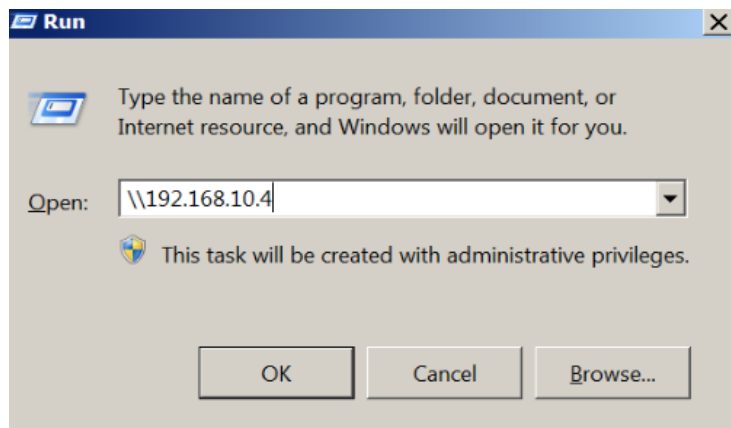 Run
Type the name of a program, folder, document, or
Internet resource, and Windows will open it for you.
Open: \\192.168.10.4
This task will be created with administrative privileges.
OK Cancel Browse...